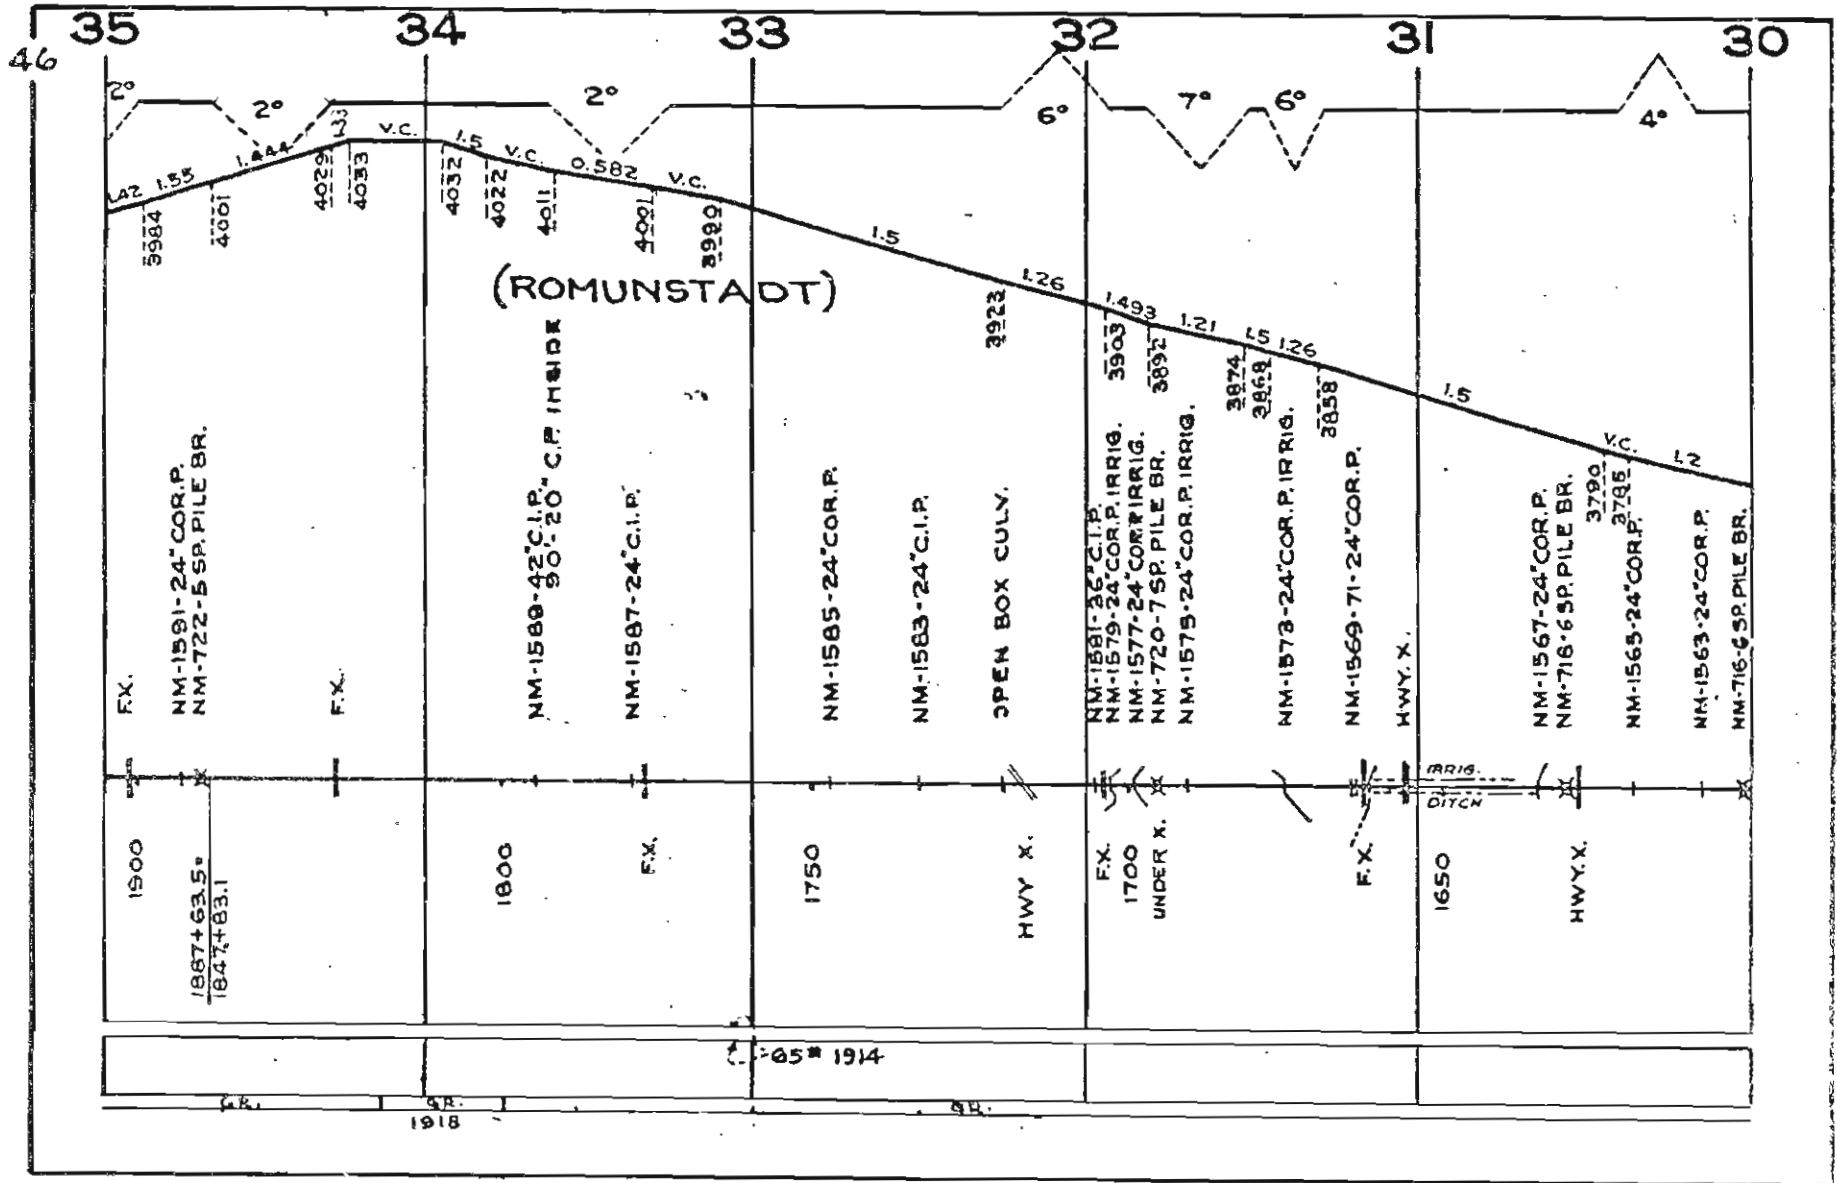 35 34 33 32 31 30
46
2° 2° 2° 6° 7° 6° 4°
1.42 1.55 1.444 1.33 V.C. 1.5 V.C. 0.582 V.C. 1.5 1.26 1.493 1.21 1.5 1.26 1.5 V.C. 1.2
3984
4001
4029
4033
4032
4022
4011
4001
3990
3923
3903
3892
3874
3868
3858
3790
3785
(ROMUNSTADT)
F.X.
NM-1591-24"COR.P.
NM-722-5 SP. PILE BR.
F.X.
NM-1589-42"C.I.P.
90'-20" C.P. INSIDE
NM-1587-24"C.I.P.
NM-1585-24"COR.P.
NM-1583-24"C.I.P.
OPEN BOX CULV.
NM-1581-36"C.I.P.
NM-1579-24"COR.P. IRRIG.
NM-1577-24"COR.P. IRRIG.
NM-720-7 SP. PILE BR.
NM-1575-24"COR.P. IRRIG.
NM-1573-24"COR.P. IRRIG.
NM-1569-71-24"COR.P.
HWY. X.
NM-1567-24"COR.P.
NM-718-6 SP. PILE BR.
NM-1565-24"COR.P.
NM-1563-24"COR.P.
NM-716-6 SP. PILE BR.
IRRIG.
DITCH
1900
1887+63.5=
1847+83.1
1800
F.X.
1750
HWY X.
F.X.
1700
UNDER X.
F.X.
1650
HWY. X.
85# 1914
G.R. G.R. G.R.
1918